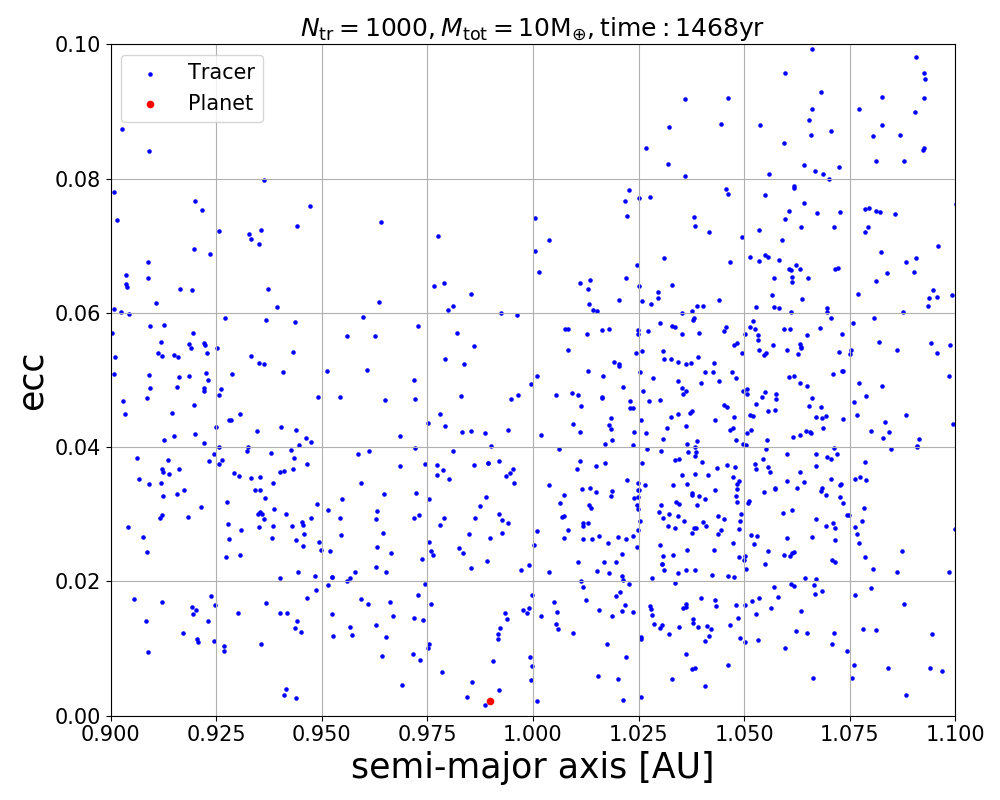 N_tr = 1000, M_tot = 10M_⊕, time : 1468yr
Tracer
Planet
ecc
0.10
0.08
0.06
0.04
0.02
0.00
0.900 0.925 0.950 0.975 1.000 1.025 1.050 1.075 1.100
semi-major axis [AU]